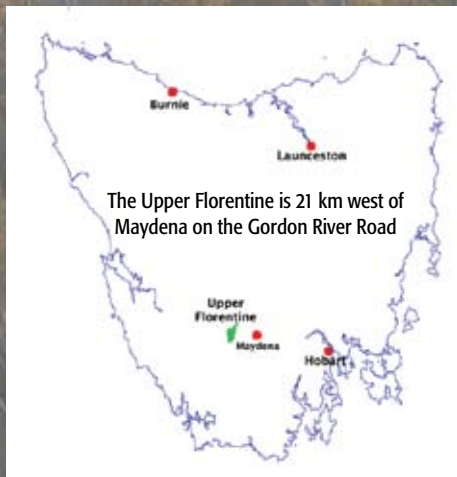 Burnie
Launceston
The Upper Florentine is 21 km west of
Maydena on the Gordon River Road
Upper
Florentine
Maydena
Hobart